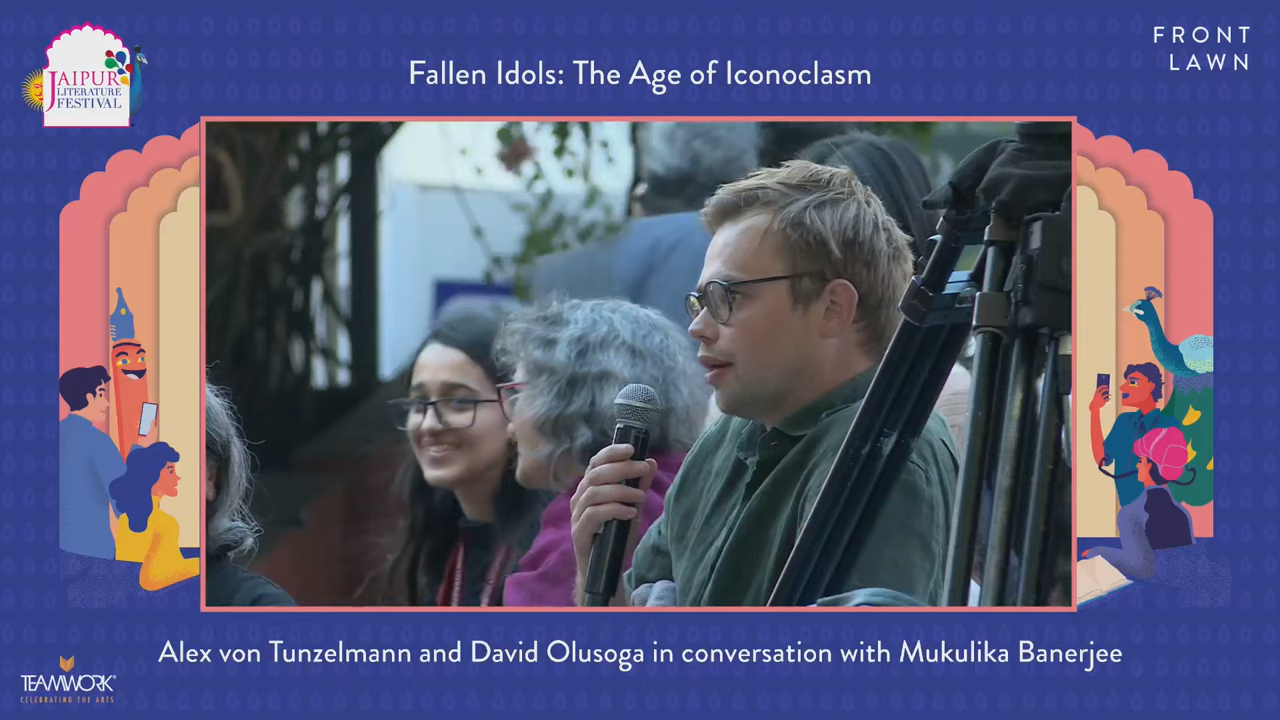 FRONT
LAWN
JAIPUR
LITERATURE
FESTIVAL
Fallen Idols: The Age of Iconoclasm
Alex von Tunzelmann and David Olusoga in conversation with Mukulika Banerjee
TEAMWORK
CELEBRATING THE ARTS